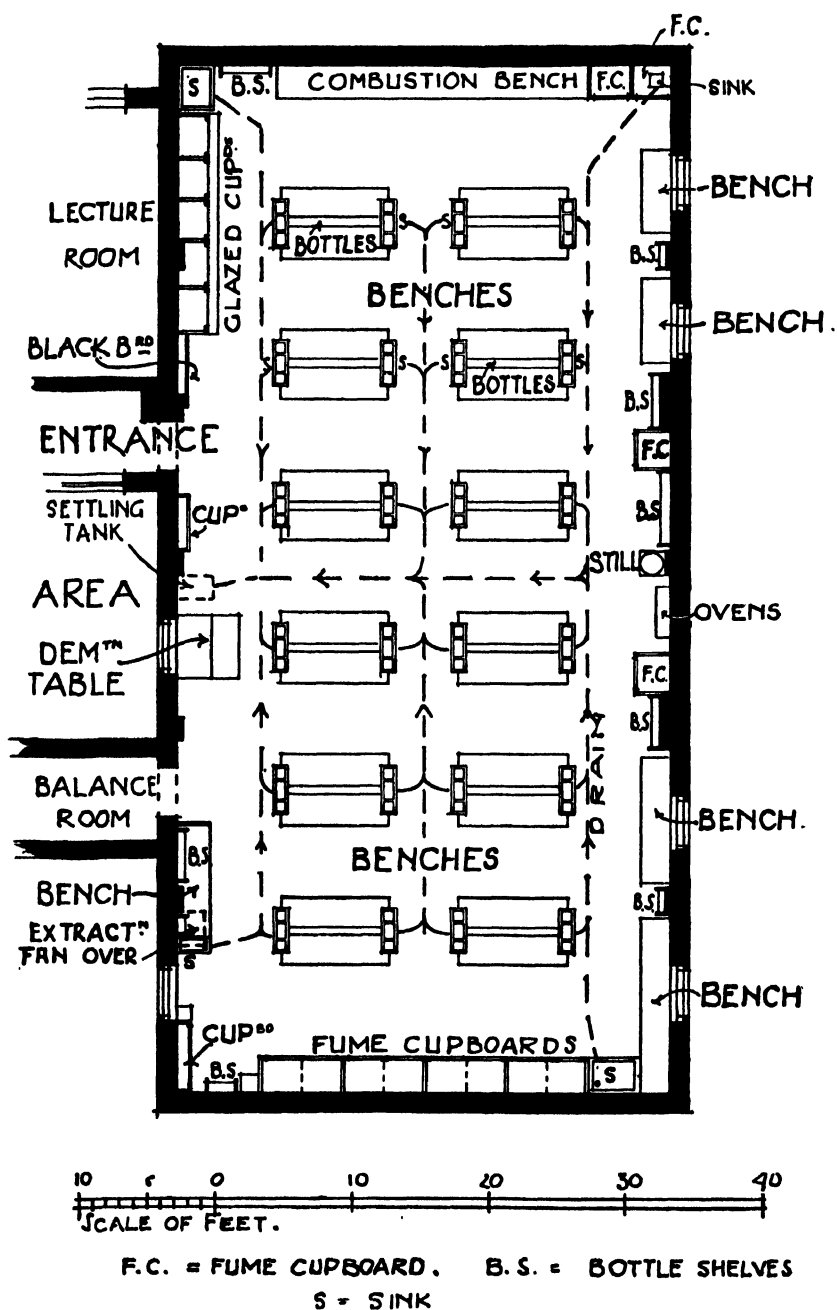 F.C.
S
B.S.
COMBUSTION BENCH
F.C.
SINK
GLAZED CUPDS
LECTURE
ROOM
BENCH
S
S
BOTTLES
B.S.
BENCHES
BENCH.
BLACK BRD
S
S
S
S
BOTTLES
B.S
ENTRANCE
F.C
SETTLING
TANK
CUPD
B.S
STILL
AREA
OVENS
DEMTN
TABLE
F.C.
B.S
DRAIN
BALANCE
ROOM
BENCH.
B.S
BENCHES
BENCH
B.S.
EXTRACTN
FAN OVER
S
BENCH
CUPBD
FUME CUPBOARDS
B.S
S
10 5 0 10 20 30 40
SCALE OF FEET.
F.C. = FUME CUPBOARD. B.S. = BOTTLE SHELVES
S = SINK